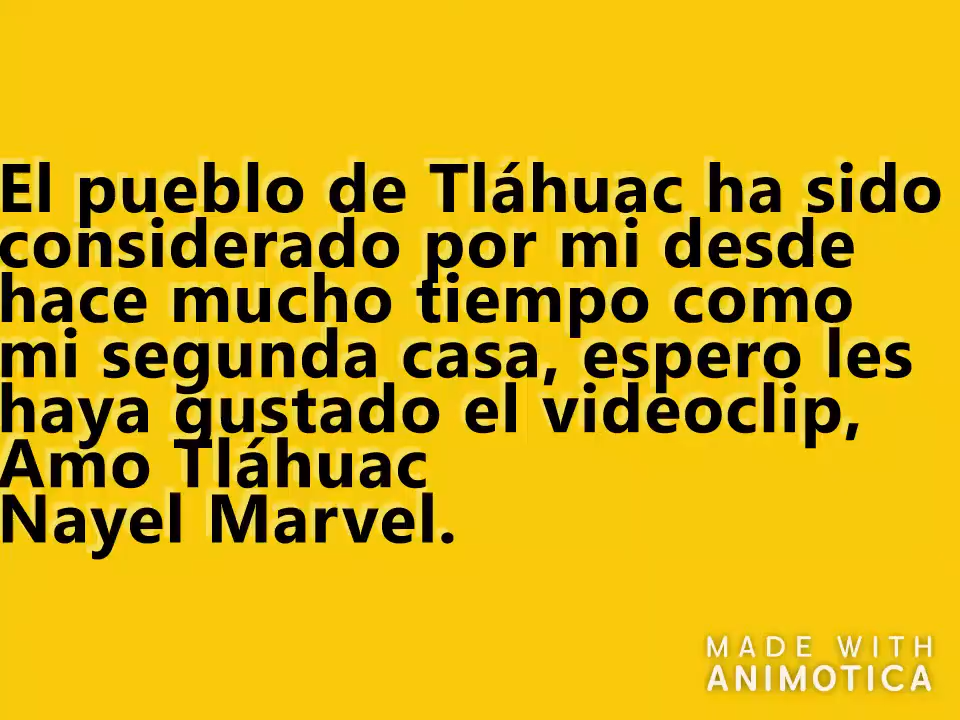 El pueblo de Tláhuac ha sido
considerado por mi desde
hace mucho tiempo como
mi segunda casa, espero les
haya gustado el videoclip,
Amo Tláhuac
Nayel Marvel.
MADE WITH
ANIMOTICA